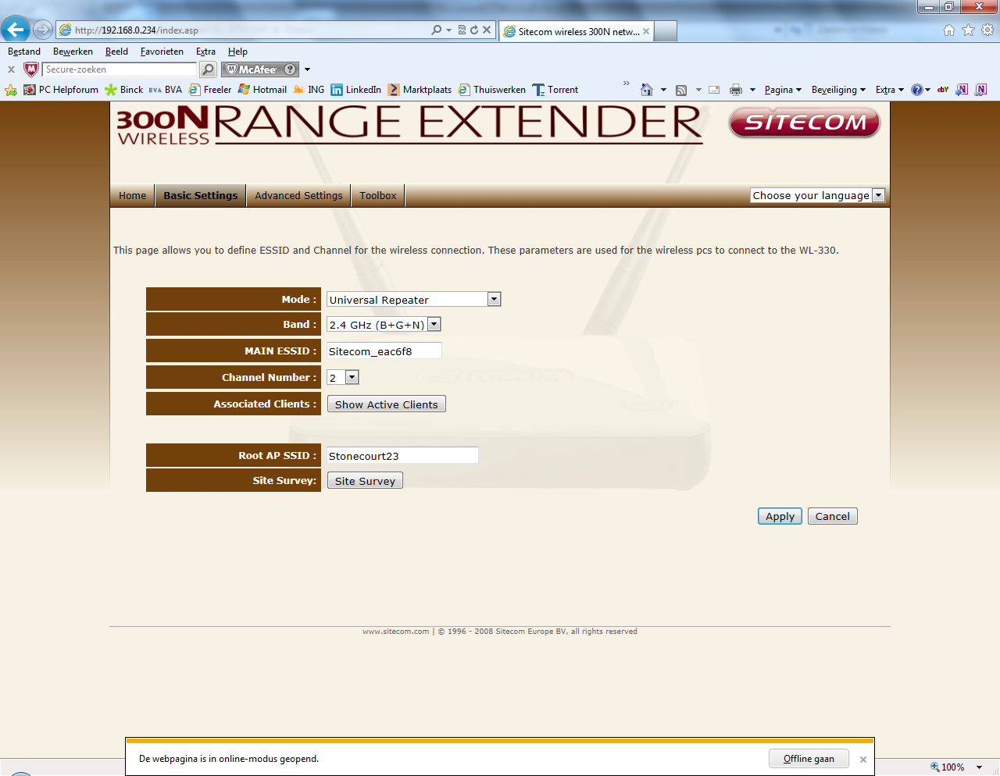 http://192.168.0.234/index.asp
Sitecom wireless 300N netw...
Bestand Bewerken Beeld Favorieten Extra Help
Secure-zoeken
McAfee
PC Helpforum Binck BVA BVA Freeler Hotmail ING LinkedIn Marktplaats Thuiswerken Torrent Pagina Beveiliging Extra eby
300N WIRELESS RANGE EXTENDER
SITECOM
Home Basic Settings Advanced Settings Toolbox Choose your language
This page allows you to define ESSID and Channel for the wireless connection. These parameters are used for the wireless pcs to connect to the WL-330.
Mode : Universal Repeater
Band : 2.4 GHz (B+G+N)
MAIN ESSID : Sitecom_eac6f8
Channel Number : 2
Associated Clients : Show Active Clients
Root AP SSID : Stonecourt23
Site Survey: Site Survey
Apply Cancel
www.sitecom.com | © 1996 - 2008 Sitecom Europe BV, all rights reserved
De webpagina is in online-modus geopend. Offline gaan
100%